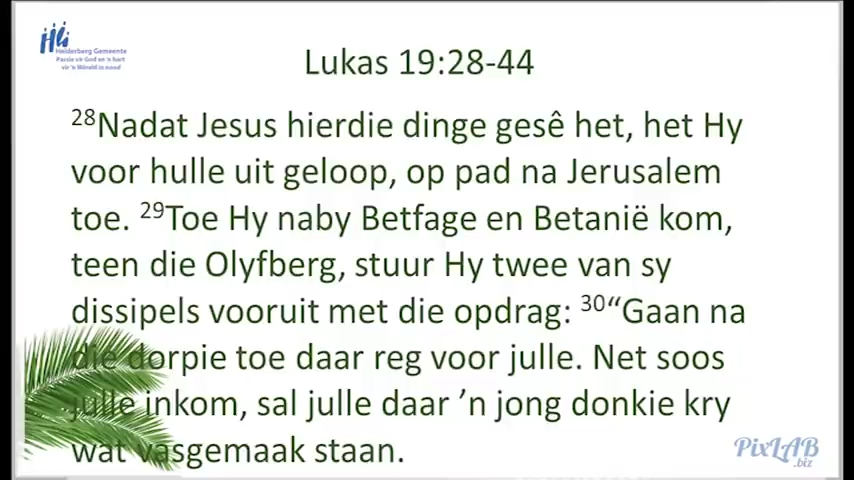 Helderberg Gemeente
Passie vir God en 'n hart
vir 'n Wêreld in nood
Lukas 19:28-44
28Nadat Jesus hierdie dinge gesê het, het Hy
voor hulle uit geloop, op pad na Jerusalem
toe. 29Toe Hy naby Betfage en Betanië kom,
teen die Olyfberg, stuur Hy twee van sy
dissipels vooruit met die opdrag: 30“Gaan na
die dorpie toe daar reg voor julle. Net soos
julle inkom, sal julle daar ’n jong donkie kry
wat vasgemaak staan.
PixLAB
.biz